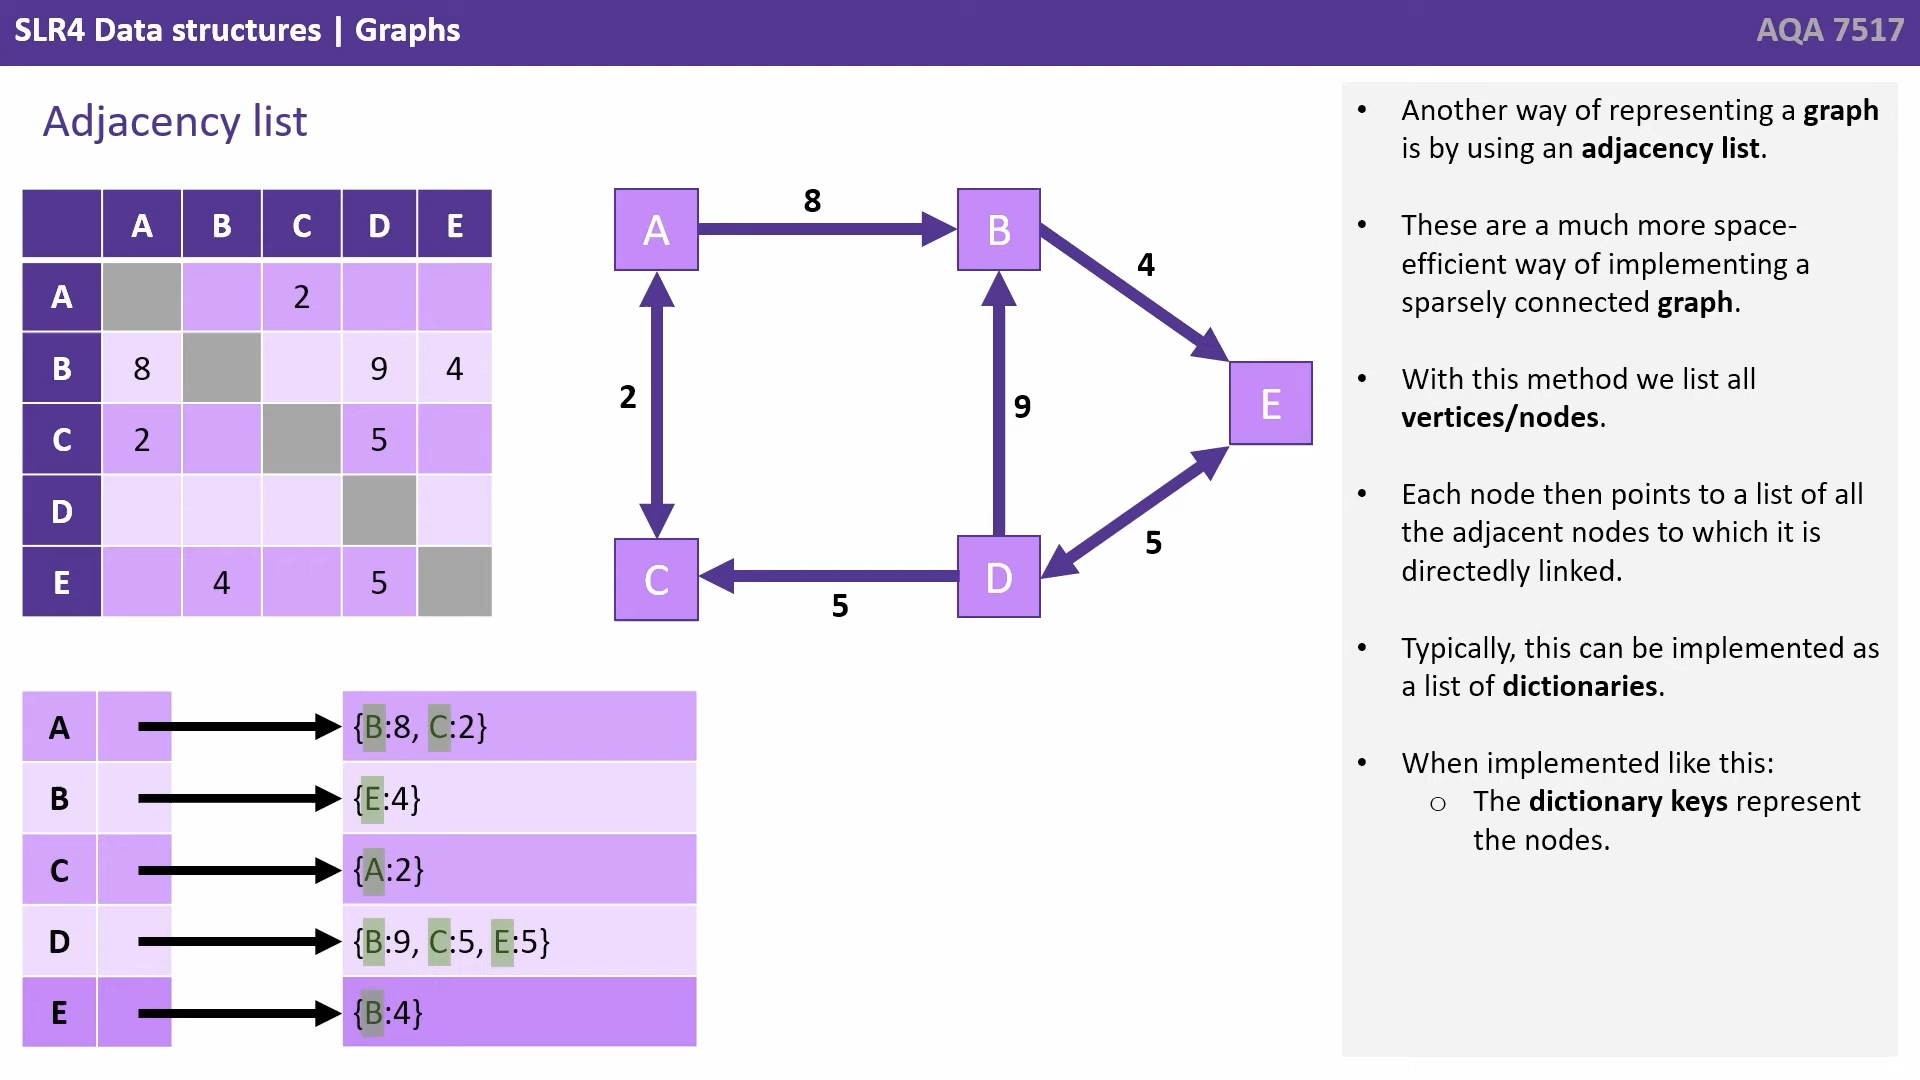 SLR4 Data structures | Graphs
AQA 7517
Adjacency list
A B C D E
A 2
B 8 9 4
C 2 5
D
E 4 5
A 8 B
4
2
9
E
5
C 5 D
A {B:8, C:2}
B {E:4}
C {A:2}
D {B:9, C:5, E:5}
E {B:4}
• Another way of representing a graph
is by using an adjacency list.
• These are a much more space-
efficient way of implementing a
sparsely connected graph.
• With this method we list all
vertices/nodes.
• Each node then points to a list of all
the adjacent nodes to which it is
directedly linked.
• Typically, this can be implemented as
a list of dictionaries.
• When implemented like this:
o The dictionary keys represent
the nodes.